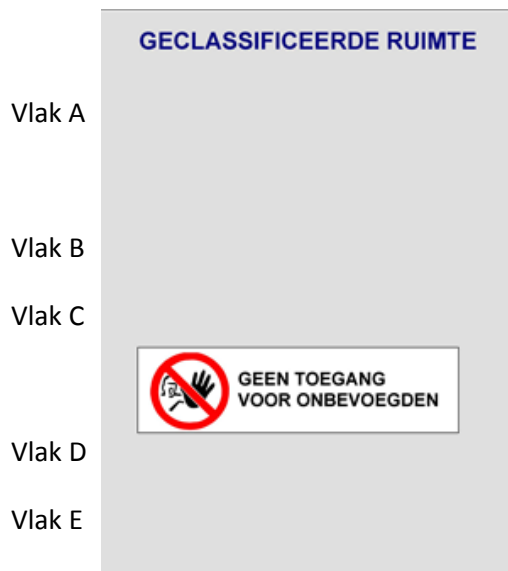 GECLASSIFICEERDE RUIMTE
Vlak A
Vlak B
Vlak C
GEEN TOEGANG
VOOR ONBEVOEGDEN
Vlak D
Vlak E